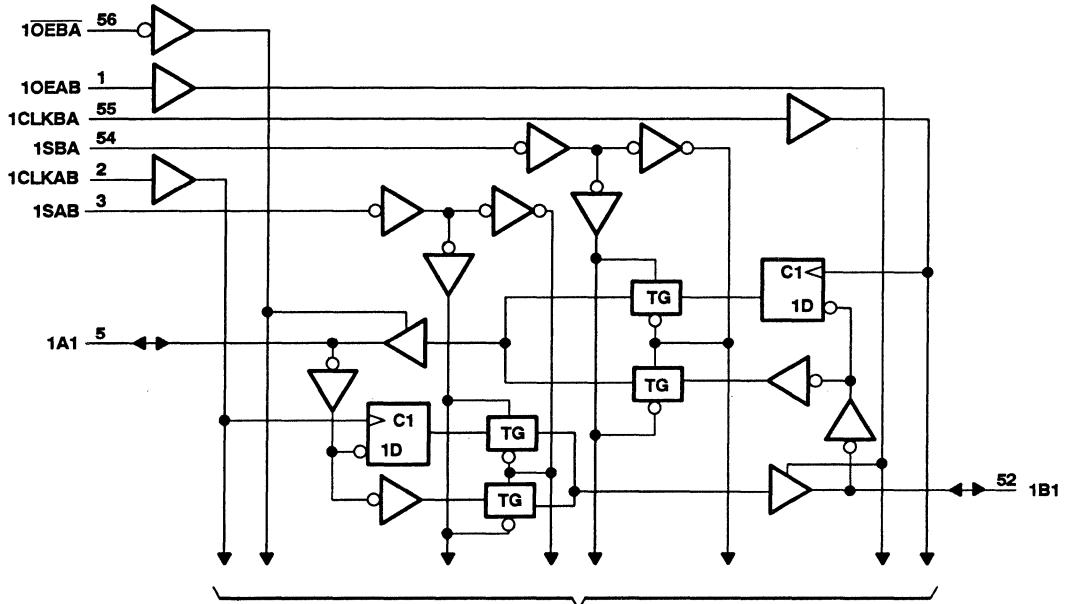 1O̅E̅B̅A̅ 56
1OEAB 1
1CLKBA 55
1SBA 54
1CLKAB 2
1SAB 3
C1
1D
TG
1A1 5
TG
C1
1D
TG
TG
52 1B1